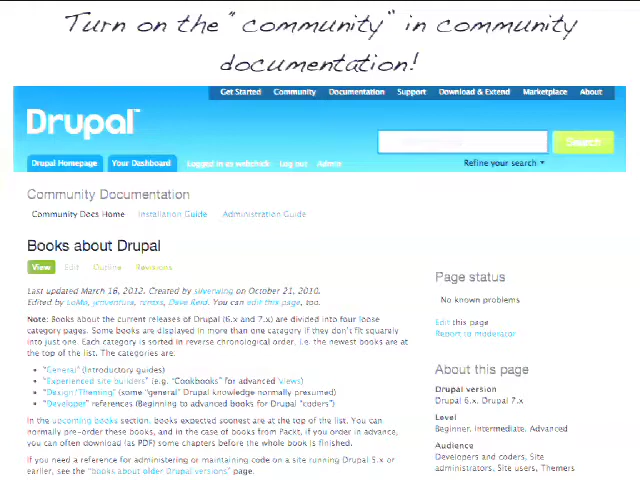 Turn on the "community" in community
documentation!
Get Started Community Documentation Support Download & Extend Marketplace About
Drupal™
Search
Drupal Homepage Your Dashboard Logged in as webchick Log out Admin
Refine your search ▾
Community Documentation
Community Docs Home Installation Guide Administration Guide
Books about Drupal
View Edit Outline Revisions
Last updated March 16, 2012. Created by silverwing on October 21, 2010.
Edited by LeMo, ymventura, Dave Reid. You can edit this page, too.
Note: Books about the current releases of Drupal (6.x and 7.x) are divided into four loose
category pages. Some books are displayed in more than one category if they don't fit squarely
into just one. Each category is sorted in reverse chronological order, i.e. the newest books are at
the top of the list. The categories are:
• "General" (Introductory guides)
• "Experienced site builders" (e.g. "Cookbooks" for advanced Views)
• "Design/Theming" (some "general" Drupal knowledge normally presumed)
• "Developer" references (Beginning to advanced books for Drupal "coders")
In the upcoming books section, books expected soonest are at the top of the list. You can
normally pre-order these books, and in the case of books from Packt, if you order in advance,
you can often download (as PDF) some chapters before the whole book is finished.
If you need a reference for administering or maintaining code on a site running Drupal 5.x or
earlier, see the "books about older Drupal versions" page.
Page status
No known problems
Edit this page
Report to moderator
About this page
Drupal version
Drupal 6.x, Drupal 7.x
Level
Beginner, Intermediate, Advanced
Audience
Developers and coders, Site
administrators, Site users, Themers